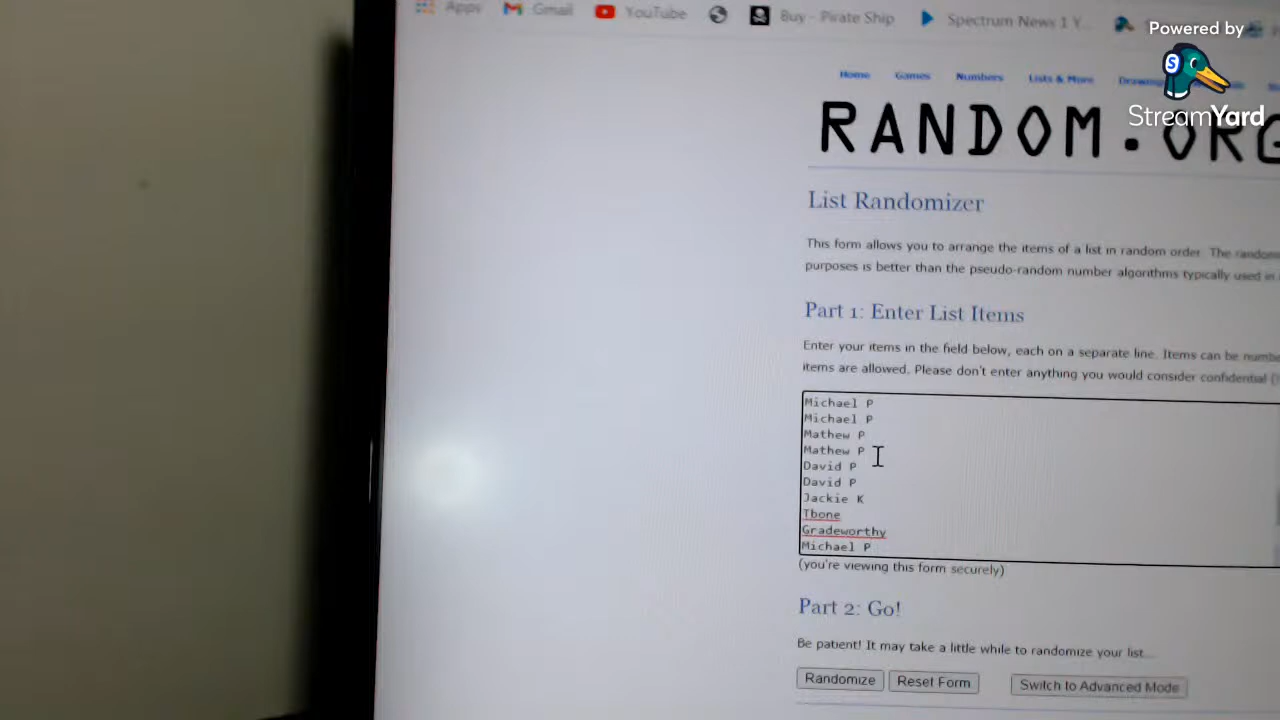 Apps Gmail YouTube Buy - Pirate Ship Spectrum News 1 Y...
Powered by
StreamYard
Home Games Numbers Lists & More
RANDOM.ORG
List Randomizer
This form allows you to arrange the items of a list in random order. The
purposes is better than the pseudo-random number algorithms typically used in
Part 1: Enter List Items
Enter your items in the field below, each on a separate line. Items can be
items are allowed. Please don't enter anything you would consider confidential
Michael P
Michael P
Mathew P
Mathew P
David P
David P
Jackie K
Tbone
Gradeworthy
Michael P
(you're viewing this form securely)
Part 2: Go!
Be patient! It may take a little while to randomize your list...
Randomize Reset Form Switch to Advanced Mode